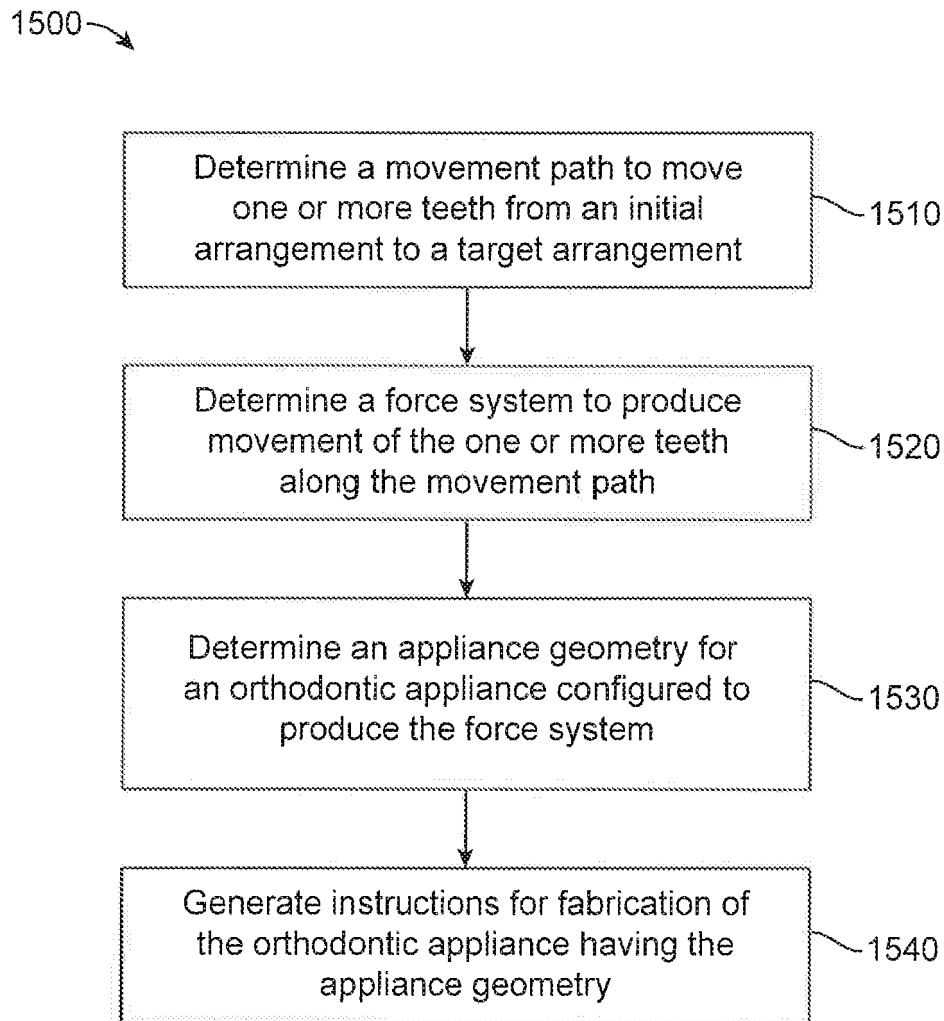 1500
Determine a movement path to move
one or more teeth from an initial
arrangement to a target arrangement
1510
Determine a force system to produce
movement of the one or more teeth
along the movement path
1520
Determine an appliance geometry for
an orthodontic appliance configured to
produce the force system
1530
Generate instructions for fabrication of
the orthodontic appliance having the
appliance geometry
1540